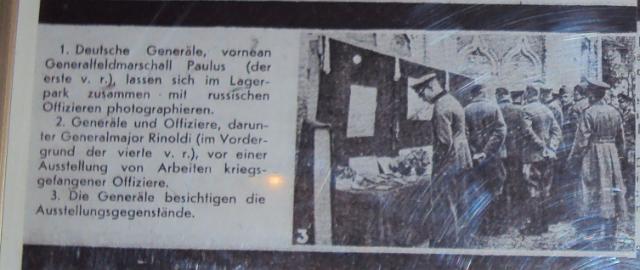 1. Deutsche Generäle, vornean
Generalfeldmarschall Paulus (der
erste v. r.), lassen sich im Lager-
park zusammen mit russischen
Offizieren photographieren.
2. Generäle und Offiziere, darun-
ter Generalmajor Rinoldi (im Vorder-
grund der vierte v. r.), vor einer
Ausstellung von Arbeiten kriegs-
gefangener Offiziere.
3. Die Generäle besichtigen die
Ausstellungsgegenstände.
3